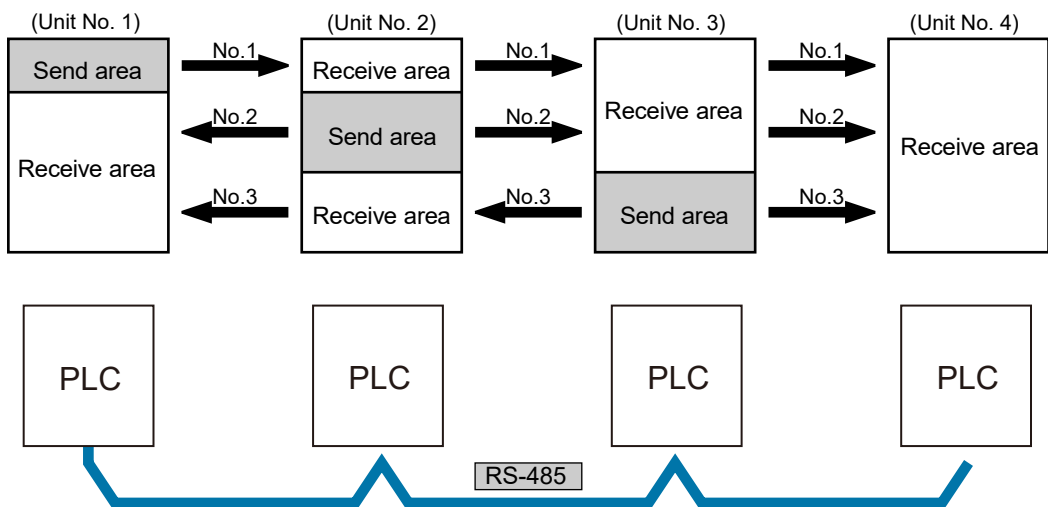 (Unit No. 1) (Unit No. 2) (Unit No. 3) (Unit No. 4)
Send area
No.1
Receive area
No.1
No.1
Receive area
No.2
Send area
No.2
No.2
Receive area
Receive area
No.3
Receive area
No.3
Send area
No.3
PLC PLC PLC PLC
RS-485